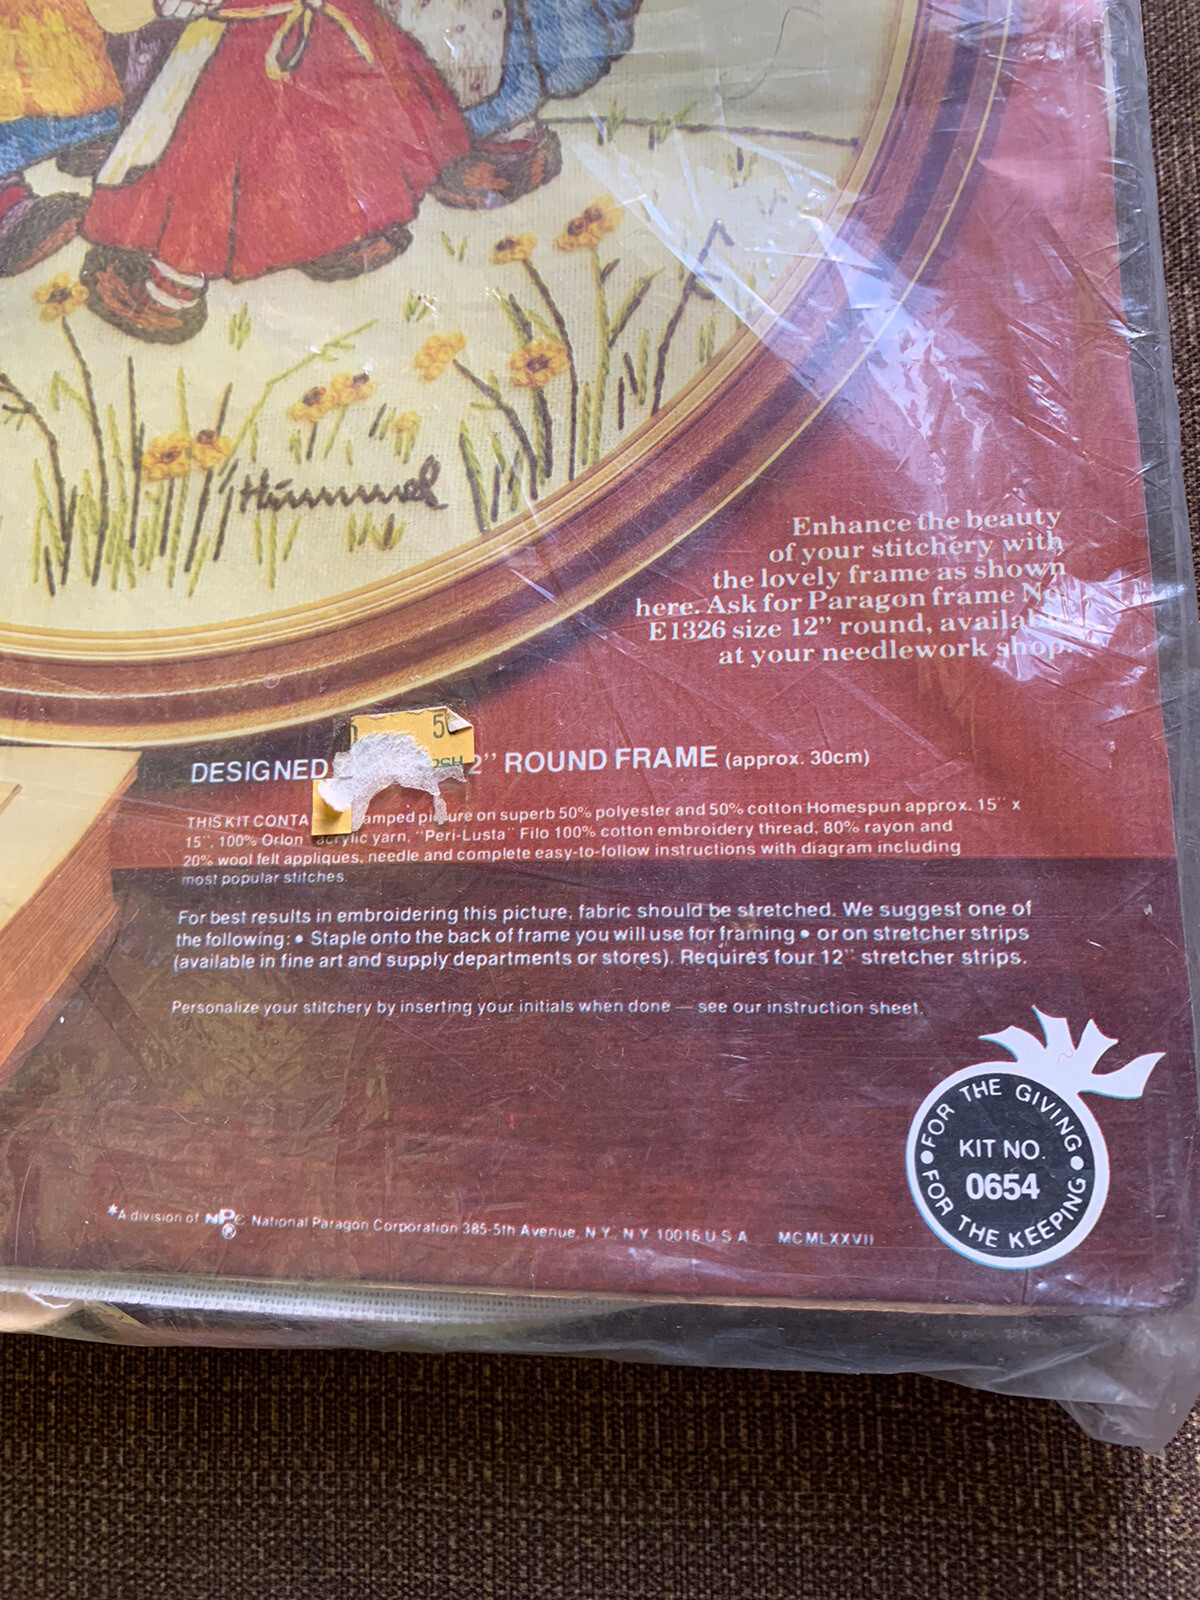 Hummel
Enhance the beauty
of your stitchery with
the lovely frame as shown
here. Ask for Paragon frame No.
E1326 size 12" round, available
at your needlework shop.
5
DESIGNED 2" ROUND FRAME (approx. 30cm)
THIS KIT CONTA amped picture on superb 50% polyester and 50% cotton Homespun approx. 15" x
15", 100% Orlon acrylic yarn, "Peri-Lusta" Filo 100% cotton embroidery thread, 80% rayon and
20% wool felt appliques, needle and complete easy-to-follow instructions with diagram including
most popular stitches.
For best results in embroidering this picture, fabric should be stretched. We suggest one of
the following: • Staple onto the back of frame you will use for framing • or on stretcher strips
(available in fine art and supply departments or stores). Requires four 12" stretcher strips.
Personalize your stitchery by inserting your initials when done — see our instruction sheet.
FOR THE GIVING
KIT NO.
0654
FOR THE KEEPING
*A division of NPC National Paragon Corporation 385-5th Avenue, N.Y. N.Y. 10016 U.S.A. MCMLXXVII
®